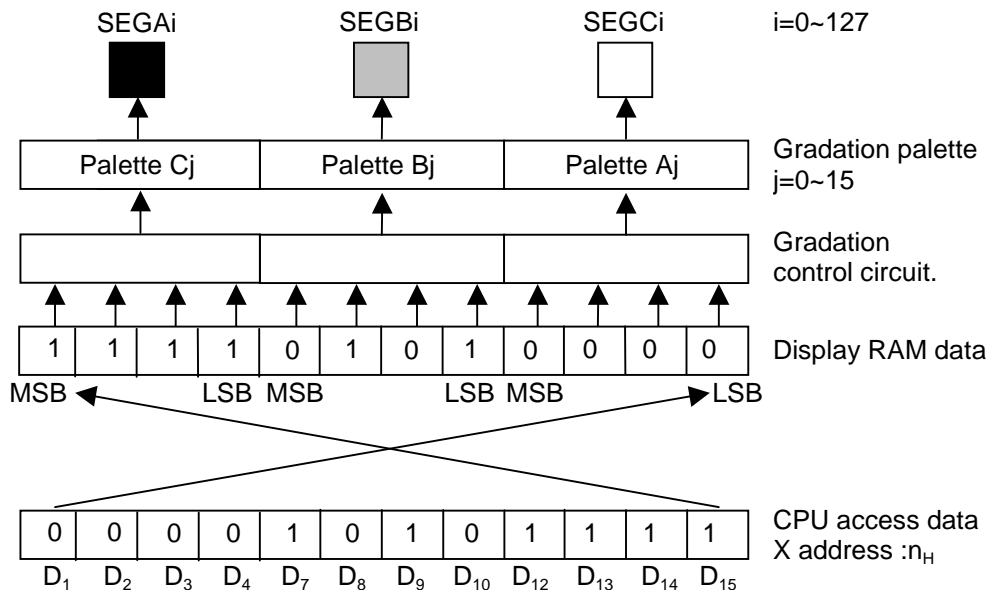 SEGAi SEGBi SEGCi i=0~127
Palette Cj Palette Bj Palette Aj Gradation palette
j=0~15
Gradation
control circuit.
1 1 1 1 0 1 0 1 0 0 0 0 Display RAM data
MSB LSB MSB LSB MSB LSB
0 0 0 0 1 0 1 0 1 1 1 1 CPU access data
X address :nH
D1 D2 D3 D4 D7 D8 D9 D10 D12 D13 D14 D15